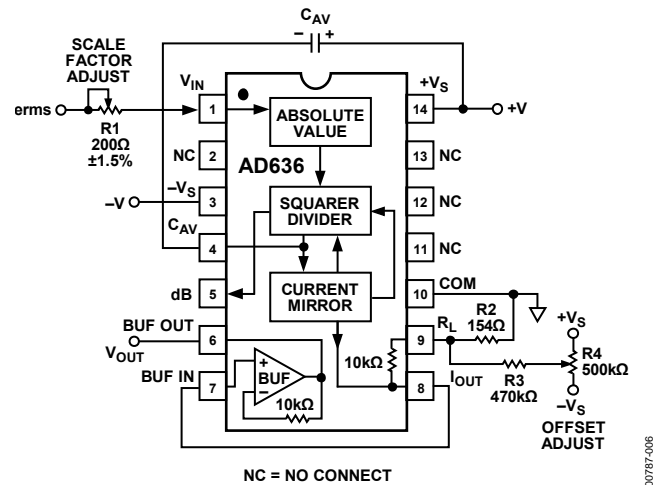 CAV
– +
SCALE
FACTOR
ADJUST
VIN
+VS
erms
1
14
+V
R1
200Ω
±1.5%
ABSOLUTE
VALUE
NC
2
13
NC
AD636
–V
–VS
3
12
NC
SQUARER
DIVIDER
CAV
4
11
NC
dB
5
10
COM
CURRENT
MIRROR
R2
154Ω
+VS
BUF OUT
VOUT
6
9
RL
R4
500kΩ
10kΩ
BUF IN
7
+
–
BUF
10kΩ
8
IOUT
R3
470kΩ
–VS
OFFSET
ADJUST
NC = NO CONNECT
00787-006